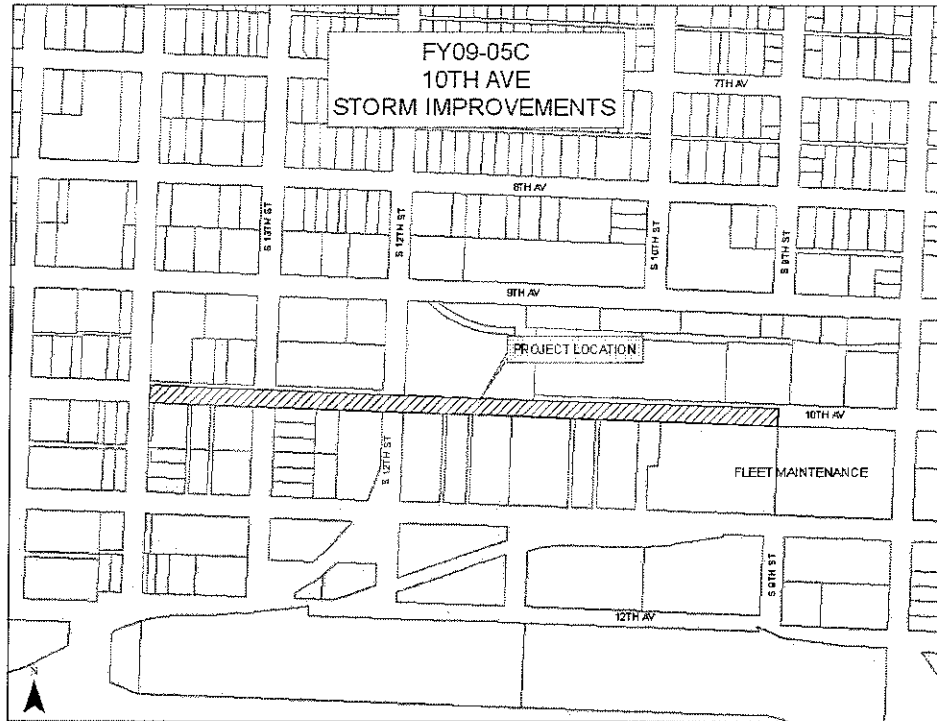 FY09-05C
10TH AVE
STORM IMPROVEMENTS
7TH AV
8TH AV
S 13TH ST
S 12TH ST
S 10TH ST
S 9TH ST
9TH AV
PROJECT LOCATION
10TH AV
S 12TH ST
FLEET MAINTENANCE
S 9TH ST
12TH AV
N